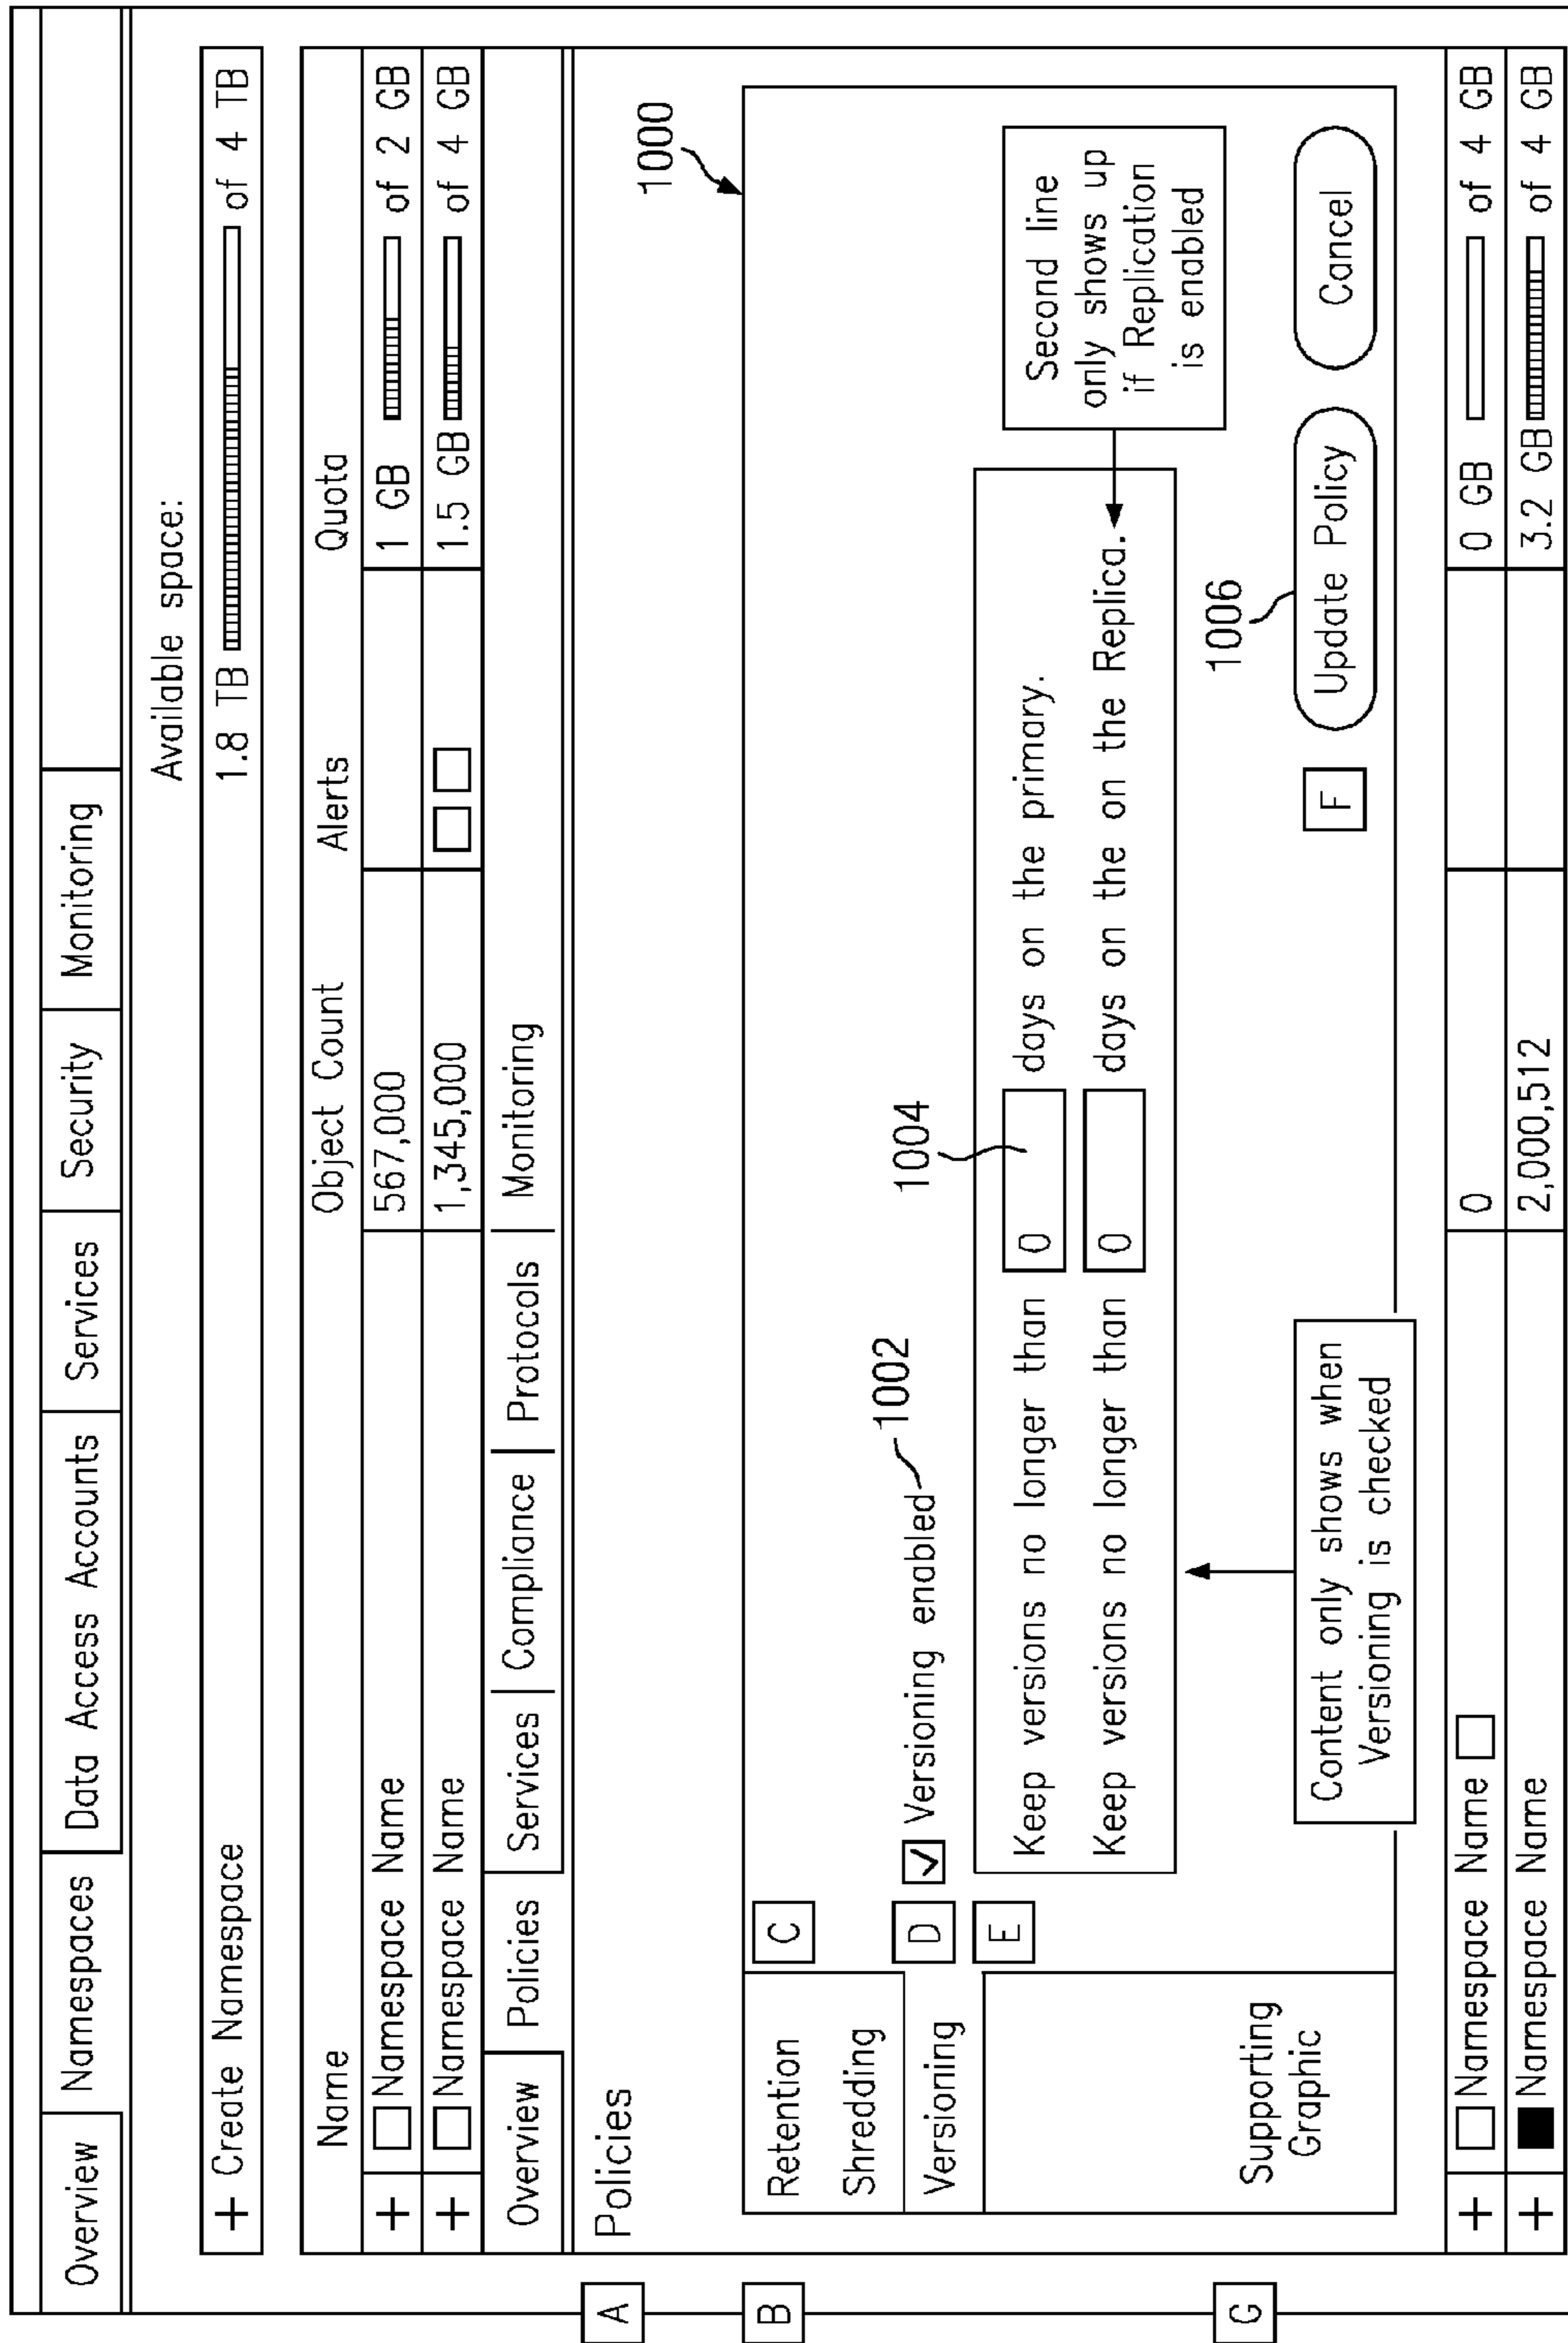 Overview Namespaces Data Access Accounts Services Security Monitoring
Available space:
+ Create Namespace 1.8 TB of 4 TB
Name Object Count Alerts Quota
+ Namespace Name 567,000 1 GB of 2 GB
+ Namespace Name 1,345,000 1.5 GB of 4 GB
Overview Policies Services Compliance Protocols Monitoring
A
Policies
1000
B
Retention
Shredding
Versioning
Supporting
Graphic
C
D
Versioning enabled 1002
E
1004
Keep versions no longer than 0 days on the primary.
Keep versions no longer than 0 days on the on the Replica.
Second line
only shows up
if Replication
is enabled
Content only shows when
Versioning is checked
1006
F
Update Policy Cancel
G
+ Namespace Name 0 0 GB of 4 GB
+ Namespace Name 2,000,512 3.2 GB of 4 GB